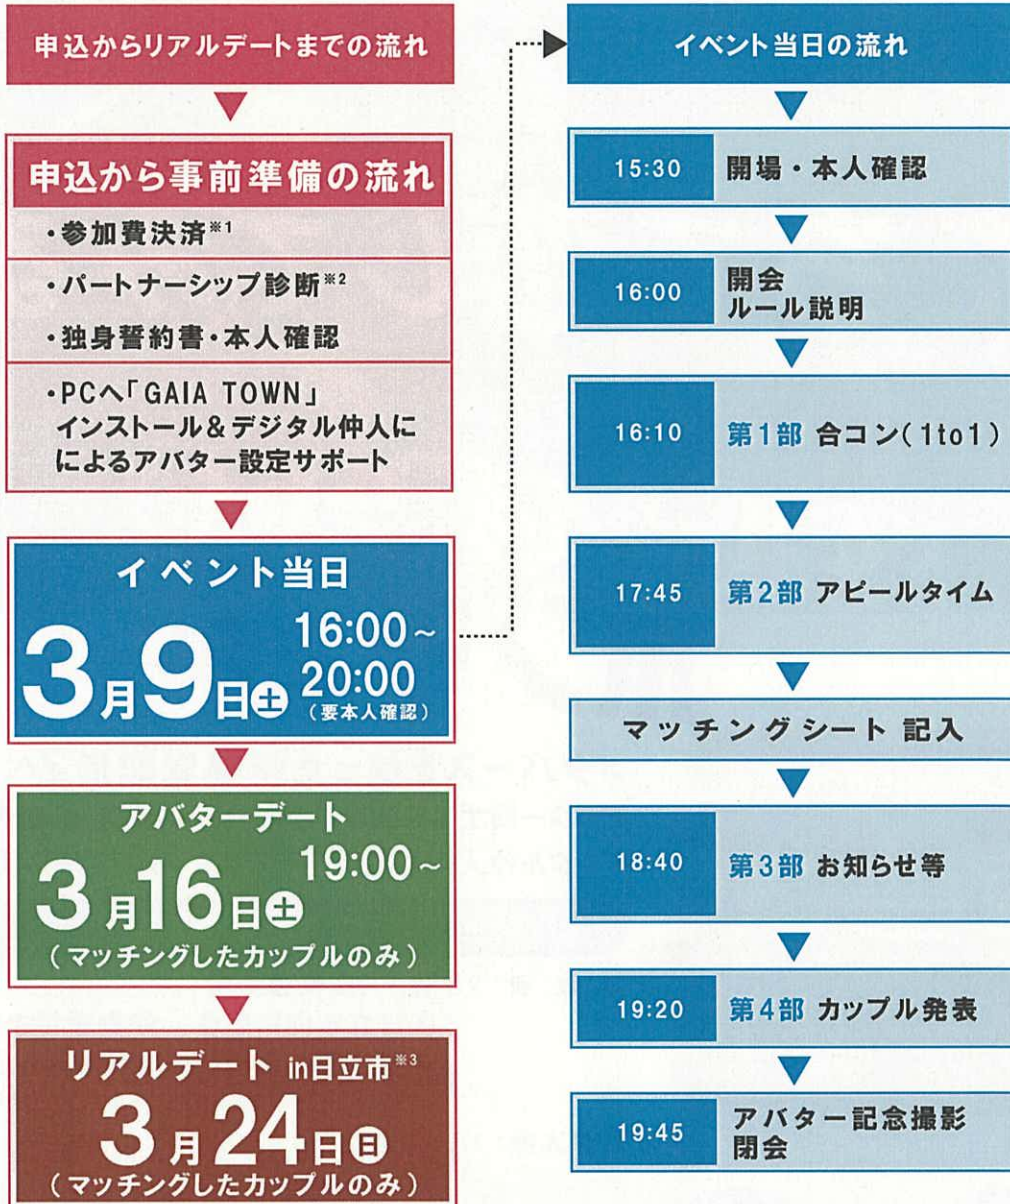 申込からリアルデートまでの流れ
申込から事前準備の流れ
・参加費決済※1
・パートナーシップ診断※2
・独身誓約書・本人確認
・PCへ「GAIA TOWN」
インストール&デジタル仲人に
によるアバター設定サポート
イベント当日
3月9日土 16:00~
20:00
(要本人確認)
アバターデート
3月16日土 19:00~
(マッチングしたカップルのみ)
リアルデート in日立市※3
3月24日日
(マッチングしたカップルのみ)
イベント当日の流れ
15:30 開場・本人確認
16:00 開会
ルール説明
16:10 第1部 合コン(1to1)
17:45 第2部 アピールタイム
マッチングシート 記入
18:40 第3部 お知らせ等
19:20 第4部 カップル発表
19:45 アバター記念撮影
閉会